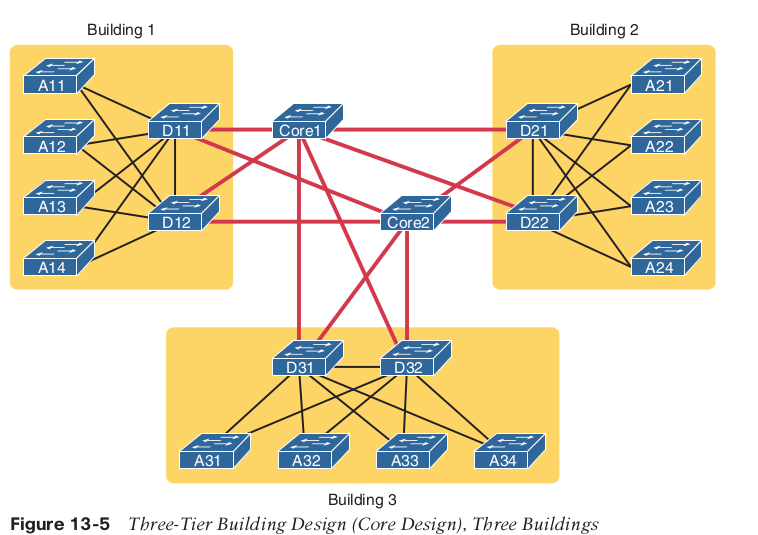 Building 1
Building 2
A11
D11
Core1
D21
A21
A12
A22
A13
D12
Core2
D22
A23
A14
A24
D31
D32
A31
A32
A33
A34
Building 3
Figure 13-5 Three-Tier Building Design (Core Design), Three Buildings